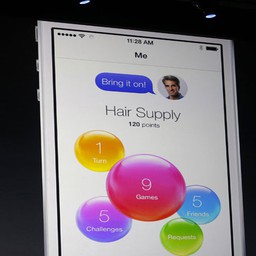 11:28 AM
Me
Bring it on!
Hair Supply
120 points
1
Turn
9
Games
5
Friends
5
Challenges
Requests